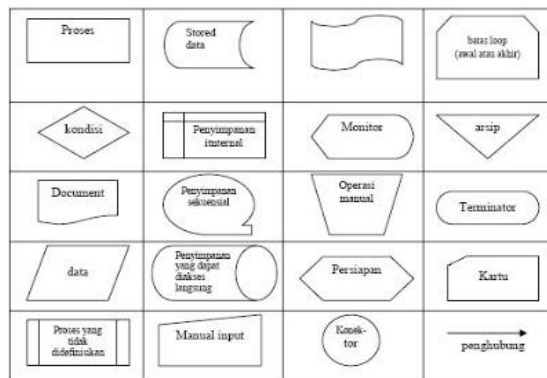 Proses
Stored
data
batas loop
(awal atas akhir)
kondisi
Penyimpanan
internal
Monitor
arsip
Document
Penyimpanan
sekuensial
Operasi
manual
Terminator
data
Penyimpanan
yang dapat
diakses
langsung
Persiapan
Kartu
Proses yang
tidak
didefinisikan
Manual input
Konek-
tor
penghubung